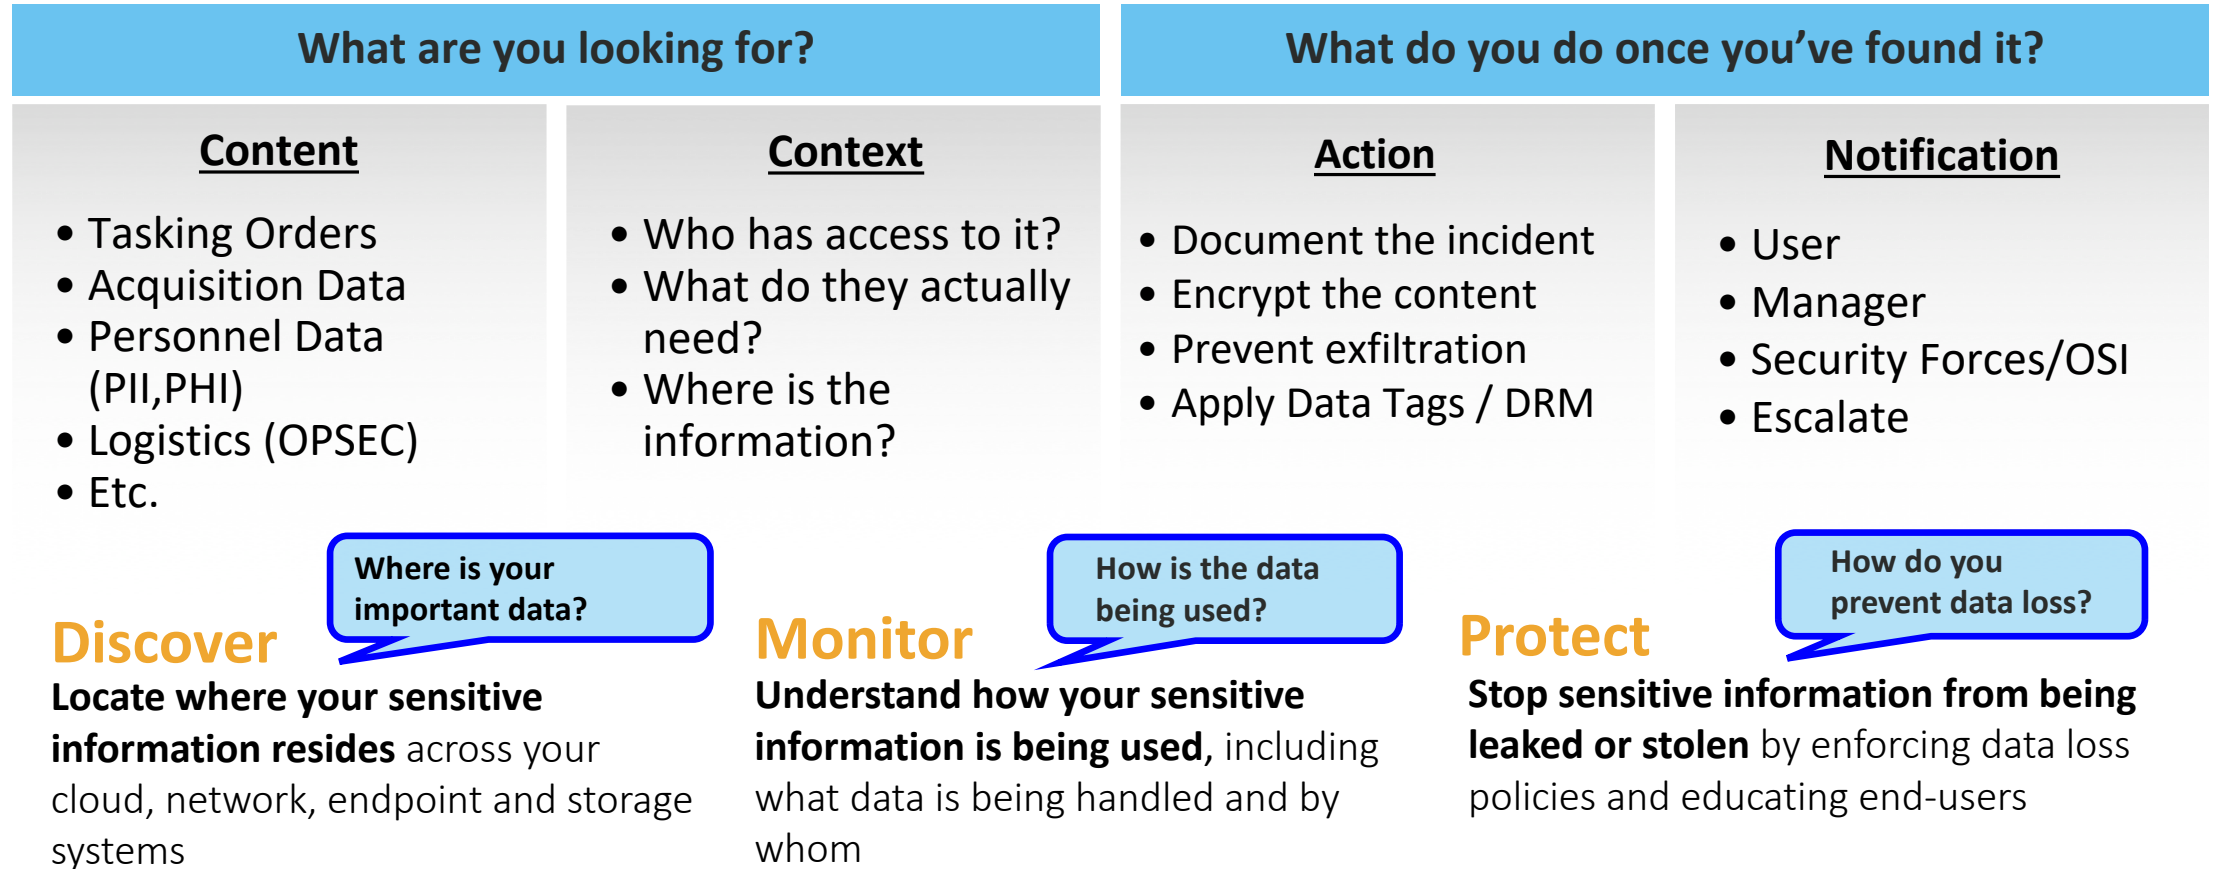 What are you looking for?
What do you do once you’ve found it?
Content
• Tasking Orders
• Acquisition Data
• Personnel Data
(PII,PHI)
• Logistics (OPSEC)
• Etc.
Context
• Who has access to it?
• What do they actually
need?
• Where is the
information?
Action
• Document the incident
• Encrypt the content
• Prevent exfiltration
• Apply Data Tags / DRM
Notification
• User
• Manager
• Security Forces/OSI
• Escalate
Where is your
important data?
Discover
Locate where your sensitive
information resides across your
cloud, network, endpoint and storage
systems
How is the data
being used?
Monitor
Understand how your sensitive
information is being used, including
what data is being handled and by
whom
How do you
prevent data loss?
Protect
Stop sensitive information from being
leaked or stolen by enforcing data loss
policies and educating end-users